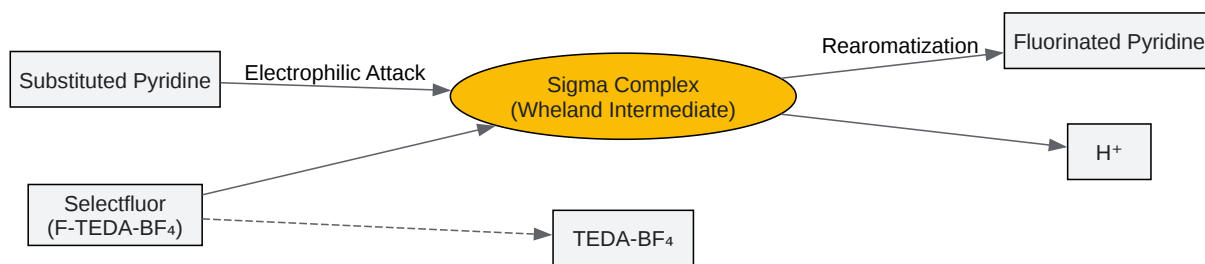 Substituted Pyridine
Electrophilic Attack
Sigma Complex
(Wheland Intermediate)
Rearomatization
Fluorinated Pyridine
H⁺
Selectfluor
(F-TEDA-BF₄)
TEDA-BF₄